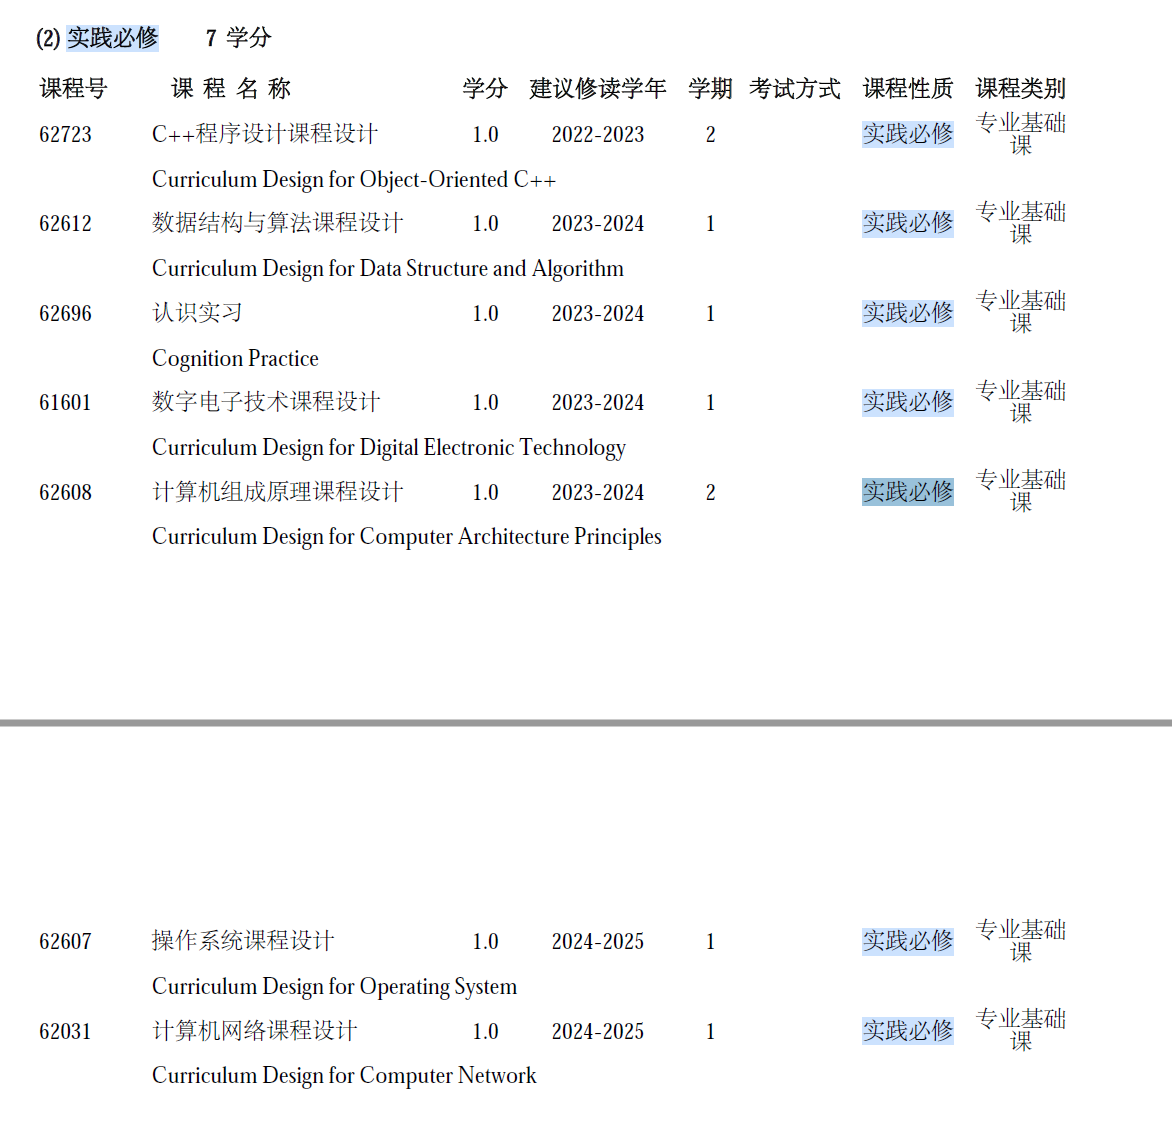 (2) 实践必修 7 学分
课程号 课 程 名 称 学分 建议修读学年 学期 考试方式 课程性质 课程类别
62723 C++程序设计课程设计 1.0 2022-2023 2 实践必修 专业基础
课
Curriculum Design for Object-Oriented C++
62612 数据结构与算法课程设计 1.0 2023-2024 1 实践必修 专业基础
课
Curriculum Design for Data Structure and Algorithm
62696 认识实习 1.0 2023-2024 1 实践必修 专业基础
课
Cognition Practice
61601 数字电子技术课程设计 1.0 2023-2024 1 实践必修 专业基础
课
Curriculum Design for Digital Electronic Technology
62608 计算机组成原理课程设计 1.0 2023-2024 2 实践必修 专业基础
课
Curriculum Design for Computer Architecture Principles
62607 操作系统课程设计 1.0 2024-2025 1 实践必修 专业基础
课
Curriculum Design for Operating System
62031 计算机网络课程设计 1.0 2024-2025 1 实践必修 专业基础
课
Curriculum Design for Computer Network